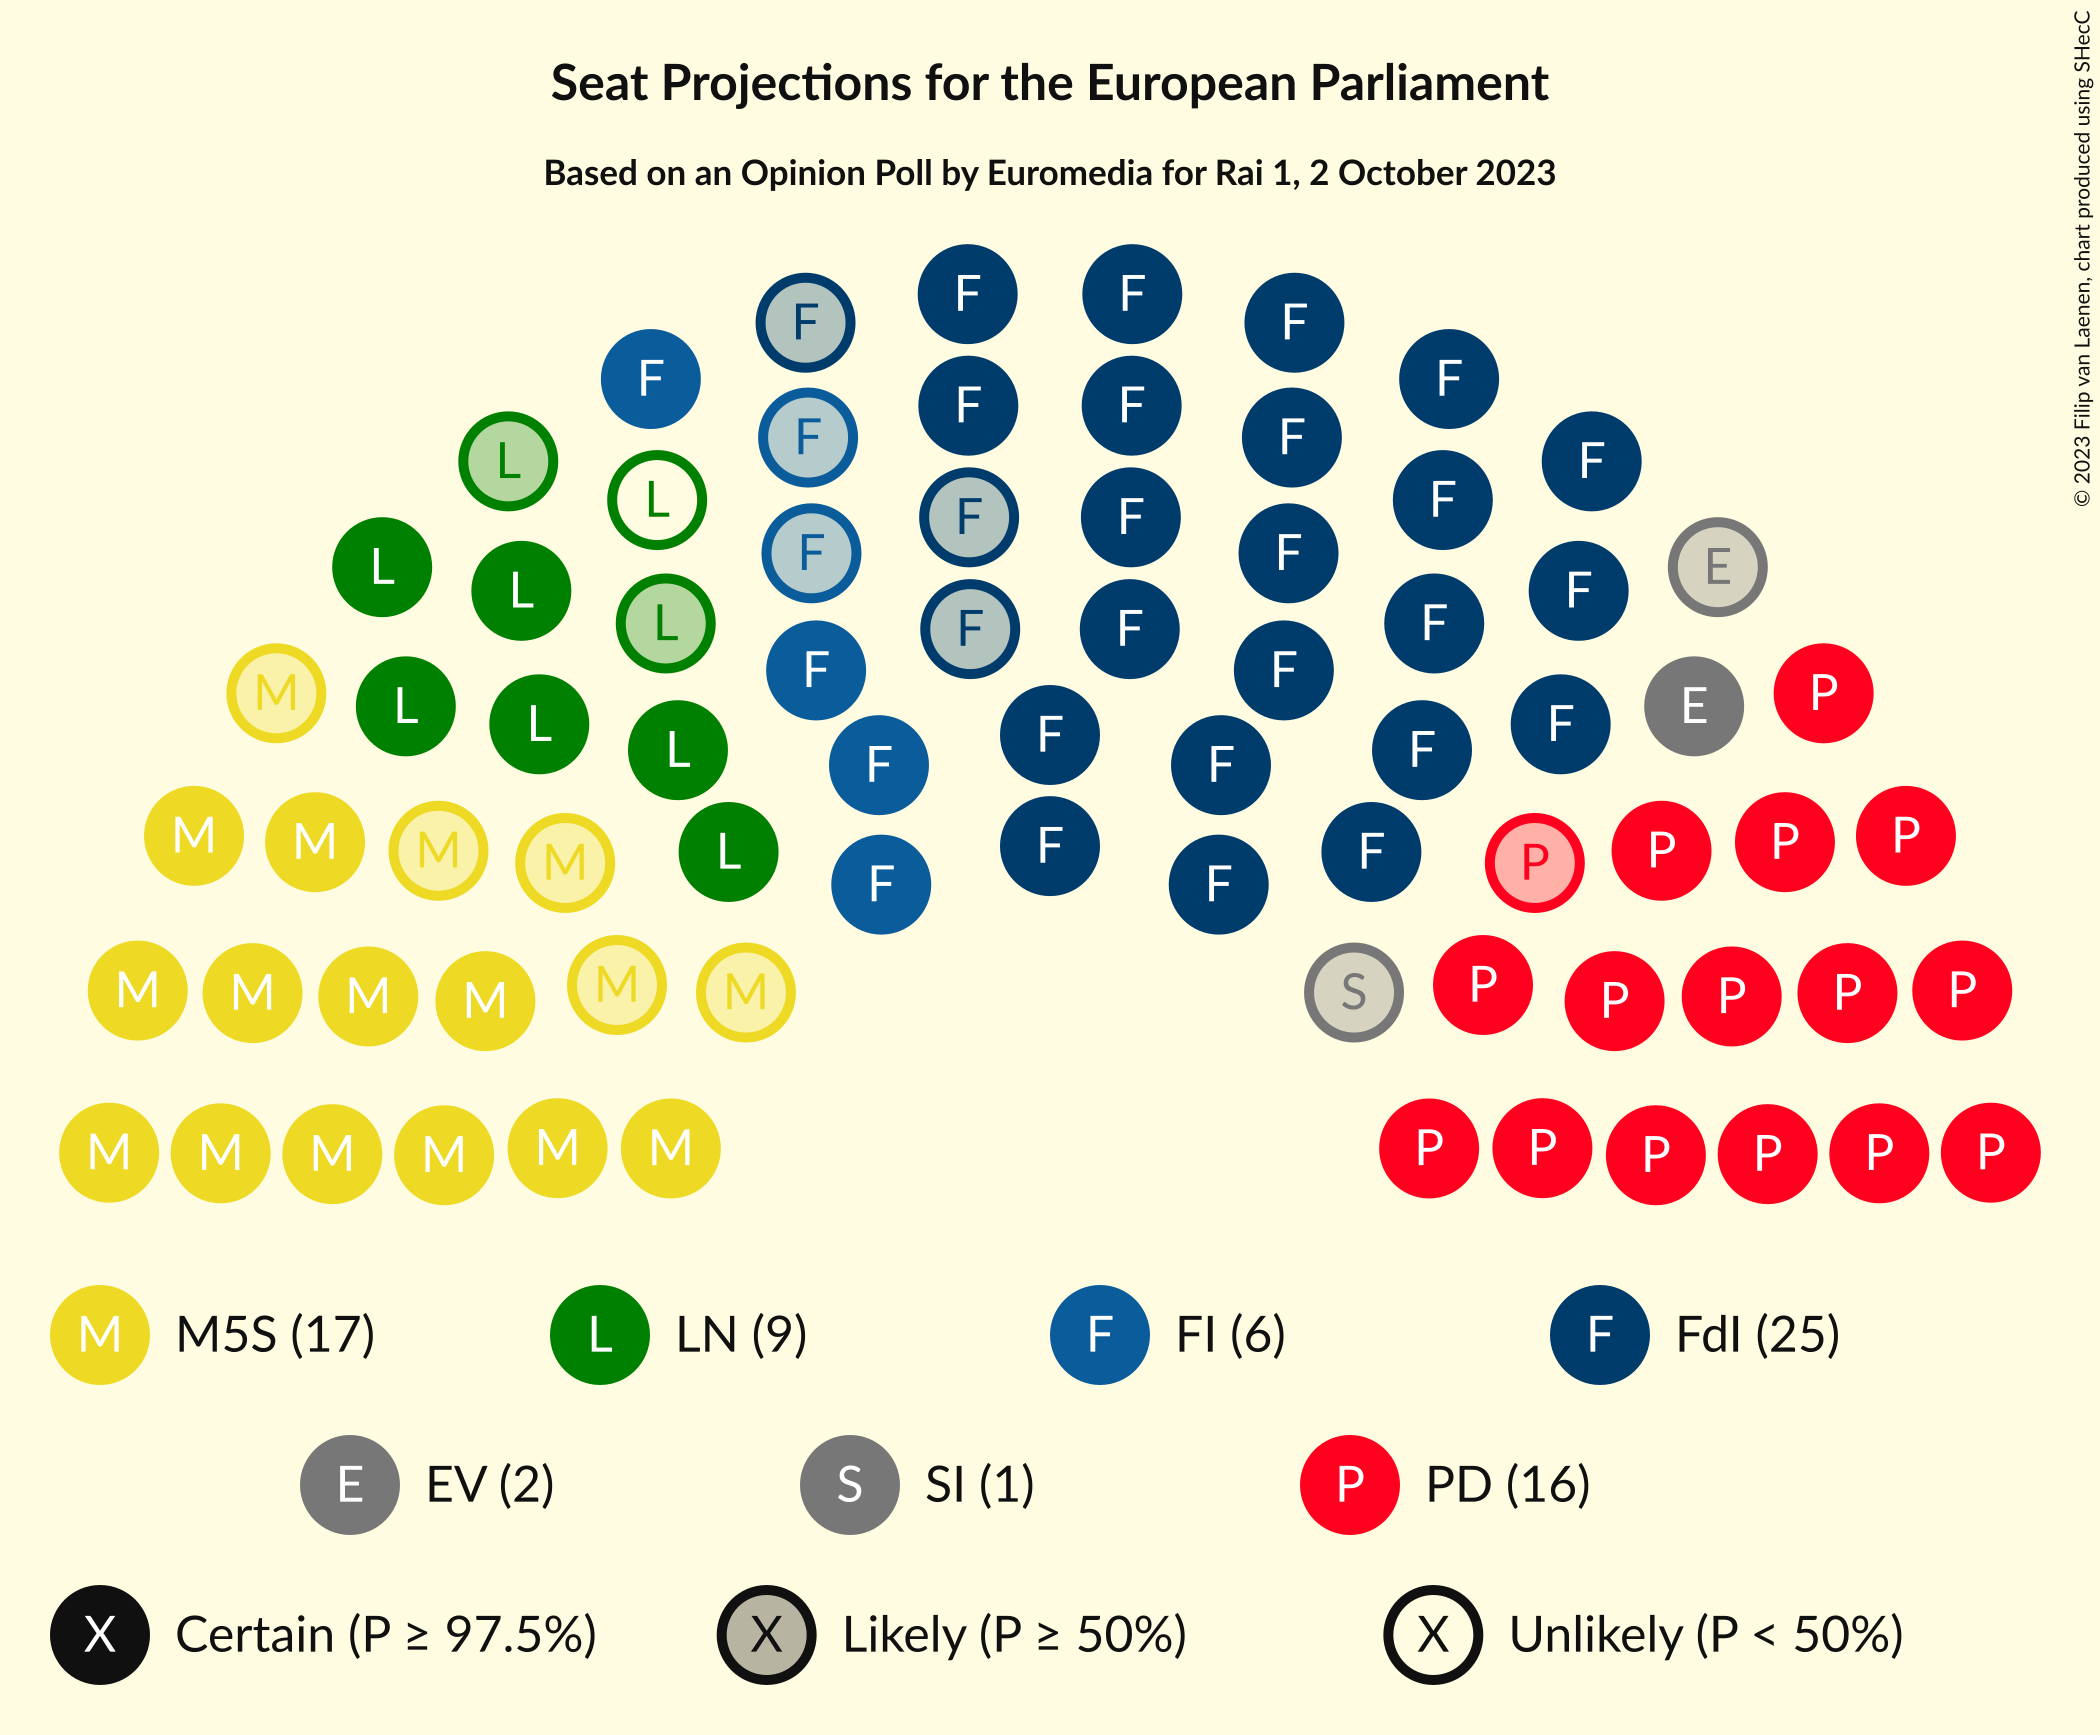 Seat Projections for the European Parliament
Based on an Opinion Poll by Euromedia for Rai 1, 2 October 2023
© 2023 Filip van Laenen, chart produced using SHecC
F F F F
F F F
F F F F
L F
L F F
L F F F
L L F E
L F F
L F F
M L F F E P
L F
L F F
F F
M M F P
M M L F P P P
M P
F F
M M M M M S P P P P P
M P
M M M M M M P P P P P P
M M5S (17) L LN (9) F FI (6) F FdI (25)
E EV (2) S SI (1) P PD (16)
X Certain (P ≥ 97.5%) X Likely (P ≥ 50%) X Unlikely (P < 50%)